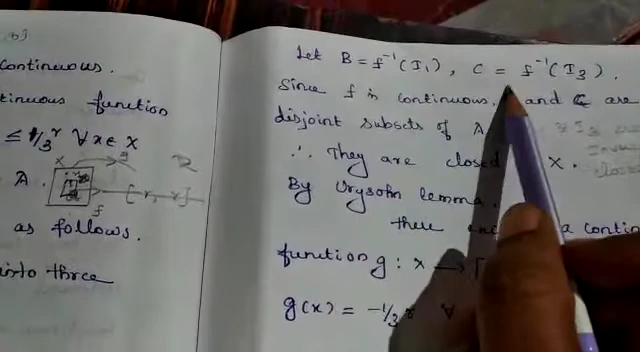 continuous.
tinuous function
≤ 1/3 r ∀ x ∈ X
X g R
A. [-r, r]
f
as follows.
into three
Let B = f⁻¹(I₁), C = f⁻¹(I₃).
Since f is continuous. and C are
disjoint subsets of A
∴ They are closed X.
By Urysohn lemma.
there a contin
function g : X →
g(x) = -1/3 r ∀